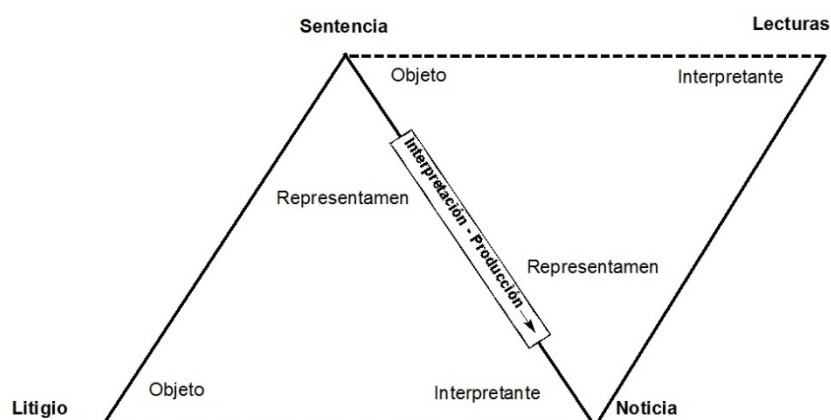 Sentencia
Lecturas
Objeto
Interpretante
Interpretación - Producción
Representamen
Representamen
Objeto
Interpretante
Litigio
Noticia